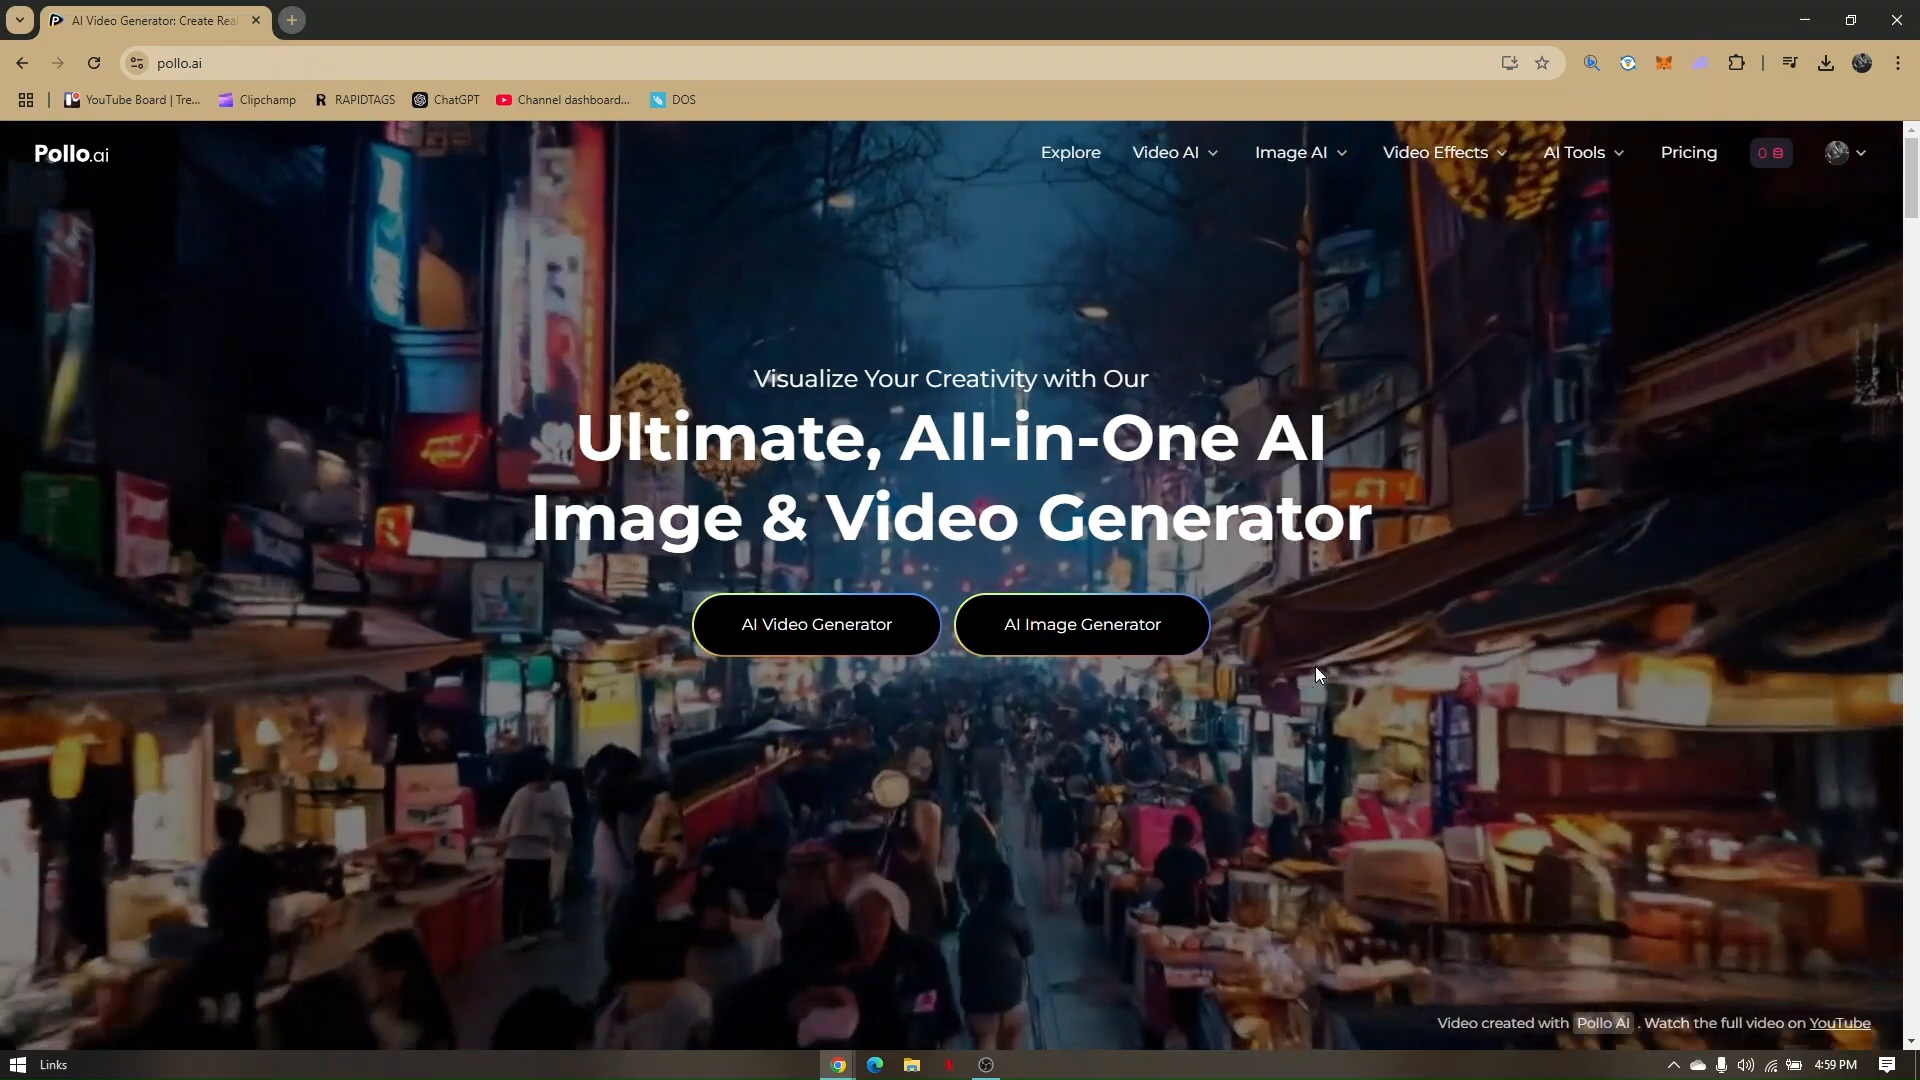 AI Video Generator: Create Rea
pollo.ai
YouTube Board | Tre...
Clipchamp
RAPIDTAGS
ChatGPT
Channel dashboard...
DOS
Pollo.ai
Explore
Video AI
Image AI
Video Effects
AI Tools
Pricing
0
Visualize Your Creativity with Our
Ultimate, All-in-One AI
Image & Video Generator
AI Video Generator
AI Image Generator
Video created with Pollo AI . Watch the full video on YouTube
Links
4:59 PM